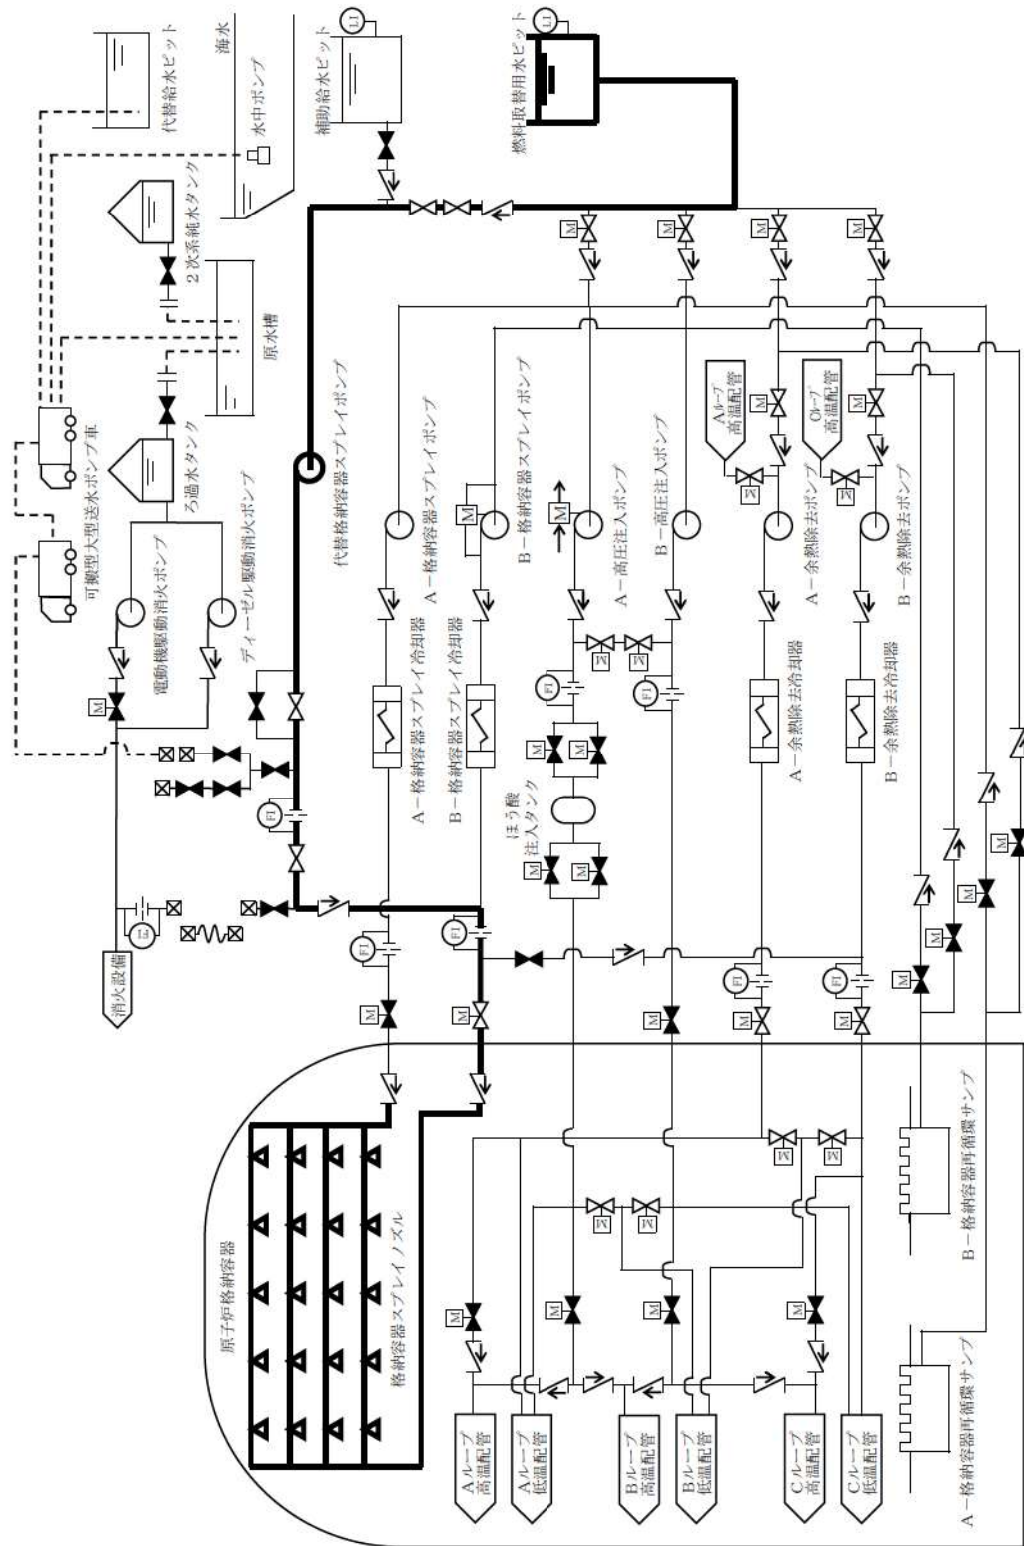 代替給水ピット
海水
水中ポンプ
LI
補助給水ピット
LI
燃料取替用水ピット
2次系純水タンク
原水槽
可搬型大型送水ポンプ車
ろ過水タンク
電動機駆動消火ポンプ
ディーゼル駆動消火ポンプ
M
消火設備
FI
代替格納容器スプレイポンプ
M
M
M
M
A-格納容器スプレイポンプ
B-格納容器スプレイポンプ
M
M
A-高圧注入ポンプ
B-高圧注入ポンプ
Aループ
高温配管
M
M
Cループ
高温配管
M
M
A-余熱除去ポンプ
B-余熱除去ポンプ
A-格納容器スプレイ冷却器
B-格納容器スプレイ冷却器
FI
M
M
FI
M
M
ほう酸
注入タンク
M
M
A-余熱除去冷却器
B-余熱除去冷却器
FI
M
FI
M
M
FI
M
FI
M
M
M
M
M
原子炉格納容器
格納容器スプレイノズル
M
M
M
M
M
M
M
M
Aループ
高温配管
Aループ
低温配管
Bループ
高温配管
Bループ
低温配管
Cループ
高温配管
Cループ
低温配管
B-格納容器再循環サンプ
A-格納容器再循環サンプ